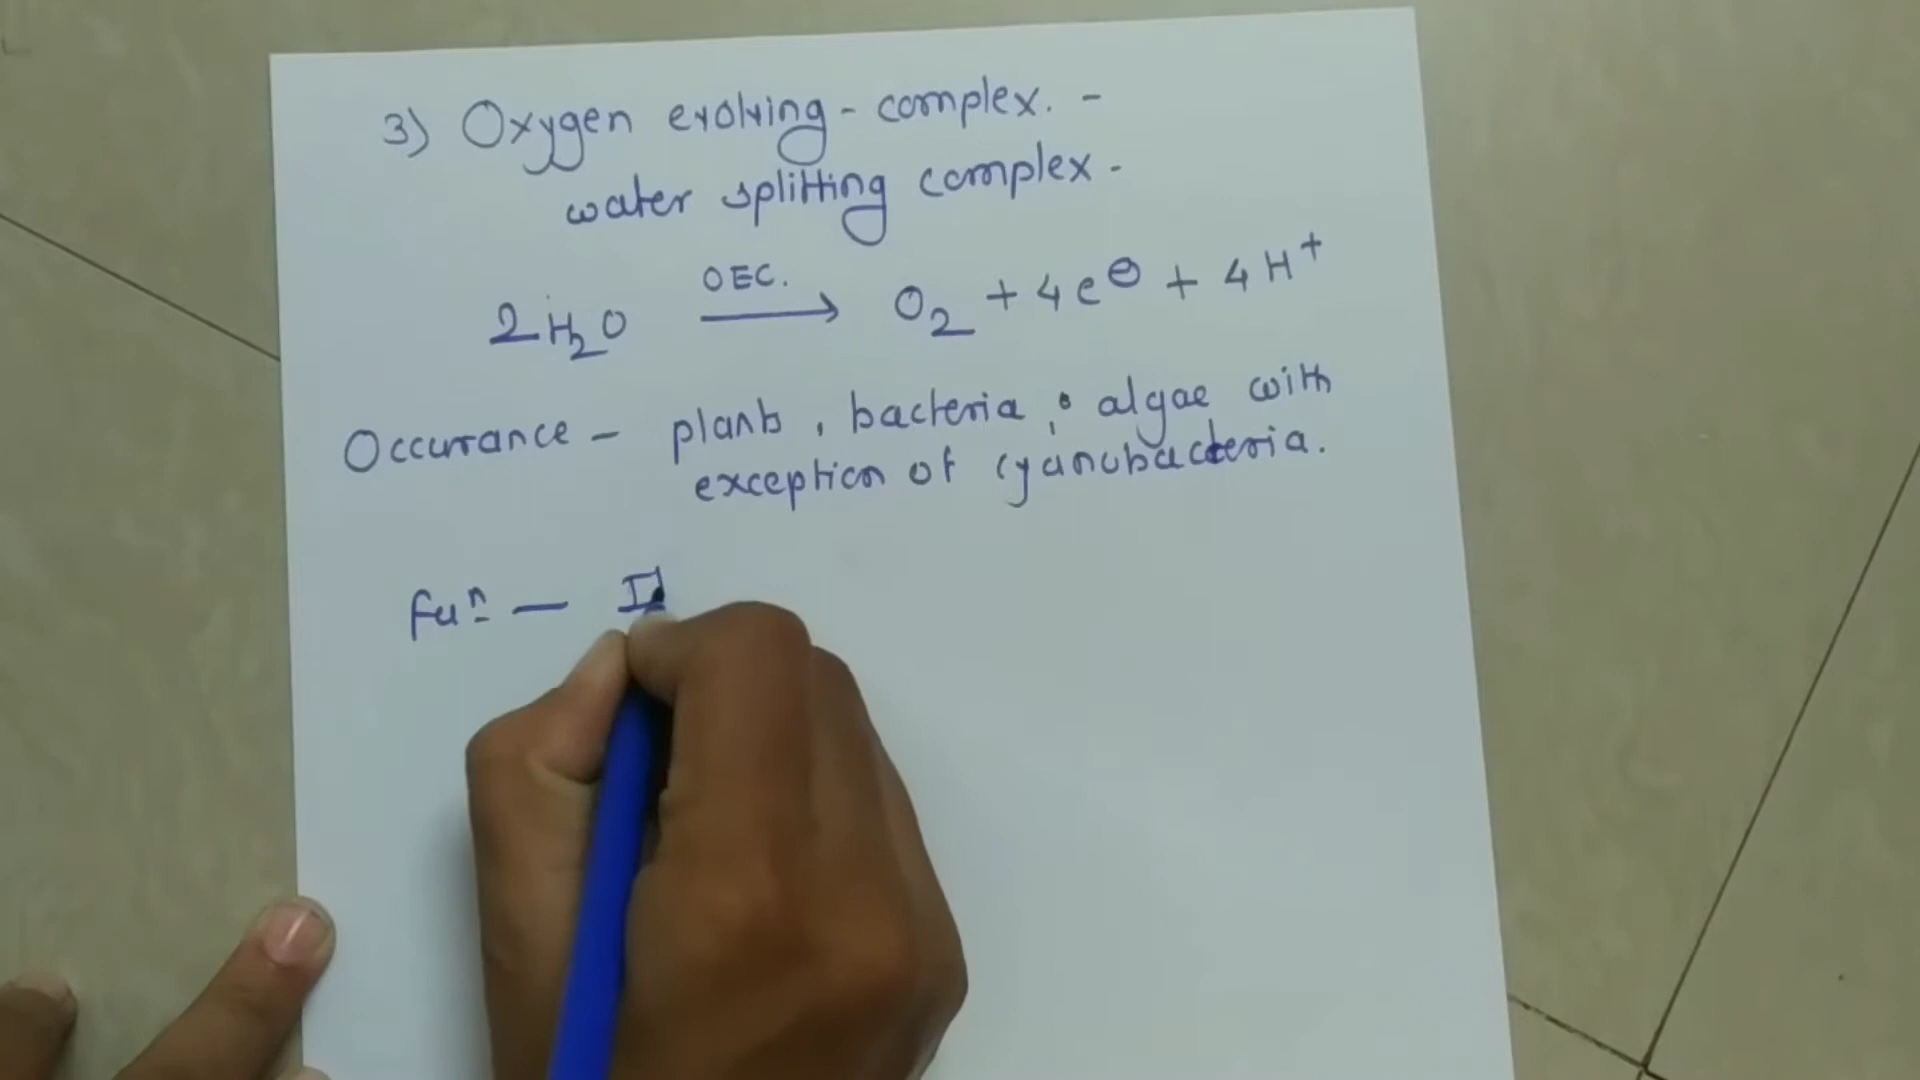 3) Oxygen evolving - complex. -
water splitting complex -
OEC.
2H₂O ⟶ O₂ + 4e⊖ + 4H⁺
Occurrance - plants, bacteria, algae with
exception of cyanobacteria.
fuⁿ — I